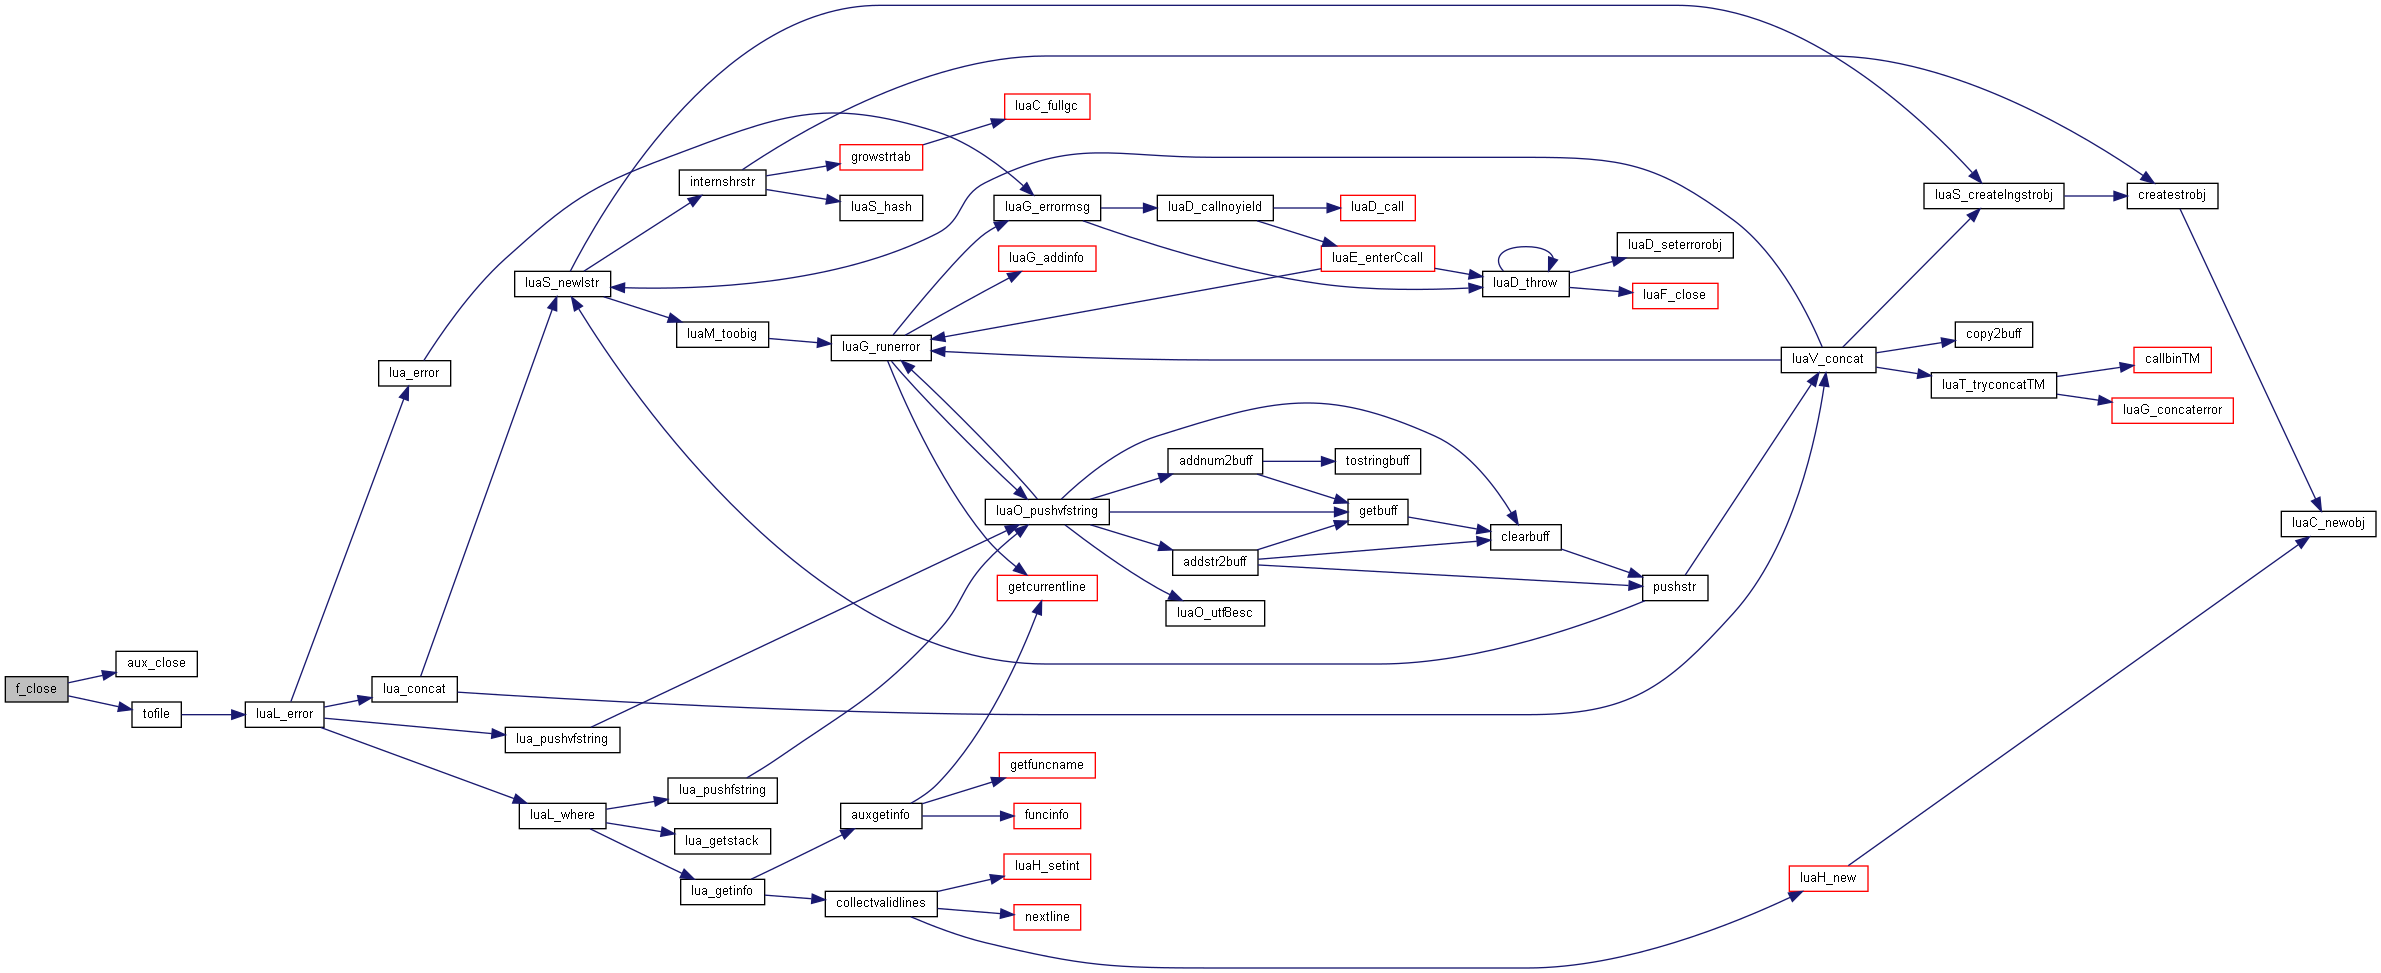 f_close
aux_close
tofile
luaL_error
lua_error
lua_concat
lua_pushvfstring
luaL_where
luaS_newlstr
internshrstr
luaM_toobig
lua_pushfstring
lua_getstack
lua_getinfo
growstrtab
luaS_hash
luaG_runerror
auxgetinfo
collectvalidlines
luaC_fullgc
luaG_errormsg
luaG_addinfo
luaO_pushvfstring
getcurrentline
getfuncname
funcinfo
luaH_setint
nextline
luaD_callnoyield
addnum2buff
addstr2buff
luaO_utf8esc
luaD_call
luaE_enterCcall
tostringbuff
getbuff
luaD_throw
clearbuff
luaD_seterrorobj
luaF_close
pushstr
luaV_concat
luaH_new
luaS_createlngstrobj
copy2buff
luaT_tryconcatTM
createstrobj
callbinTM
luaG_concaterror
luaC_newobj